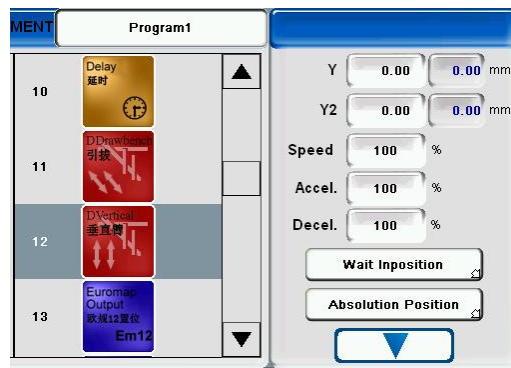 MENT
Program1
10
Delay
延时
11
DDrawbench
引拔
12
DVertical
垂直臂
13
Euromap
Output
欧规12置位
Em12
Y 0.00 0.00 mm
Y2 0.00 0.00 mm
Speed 100 %
Accel. 100 %
Decel. 100 %
Wait Inposition
Absolution Position